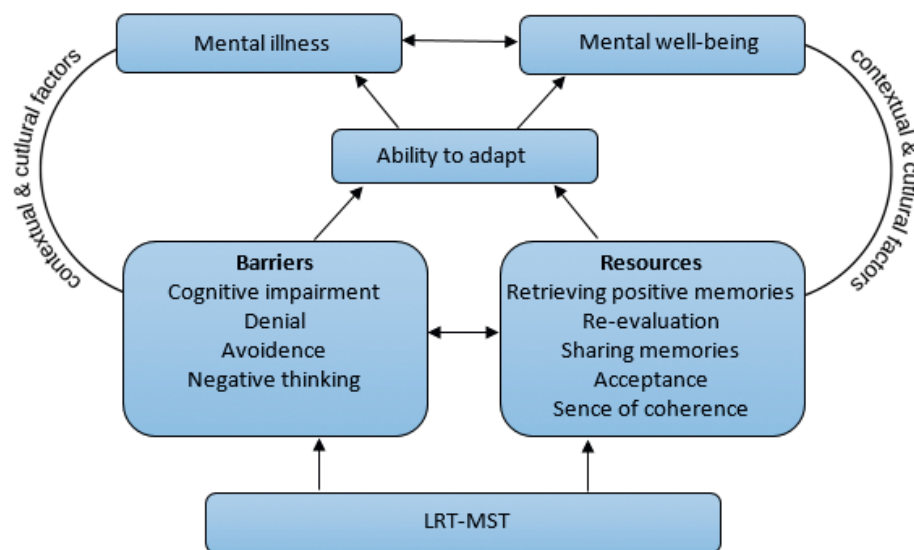 Mental illness
Mental well-being
contextual & cutlural factors
contextual & cutlural factors
Ability to adapt
Barriers
Cognitive impairment
Denial
Avoidence
Negative thinking
Resources
Retrieving positive memories
Re-evaluation
Sharing memories
Acceptance
Sence of coherence
LRT-MST